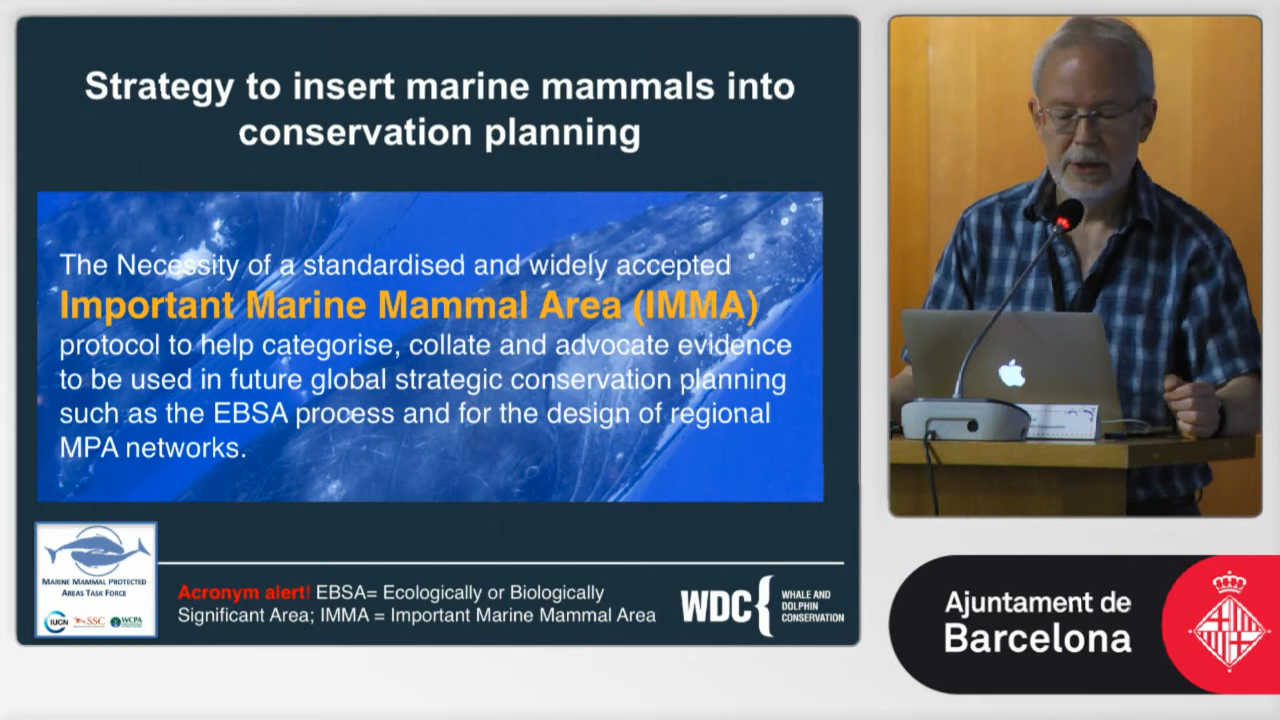 Strategy to insert marine mammals into
conservation planning
The Necessity of a standardised and widely accepted
Important Marine Mammal Area (IMMA)
protocol to help categorise, collate and advocate evidence
to be used in future global strategic conservation planning
such as the EBSA process and for the design of regional
MPA networks.
MARINE MAMMAL PROTECTED
AREAS TASK FORCE
IUCN SSC WCPA
Acronym alert! EBSA= Ecologically or Biologically
Significant Area; IMMA = Important Marine Mammal Area
WDC
WHALE AND
DOLPHIN
CONSERVATION
Ajuntament de
Barcelona